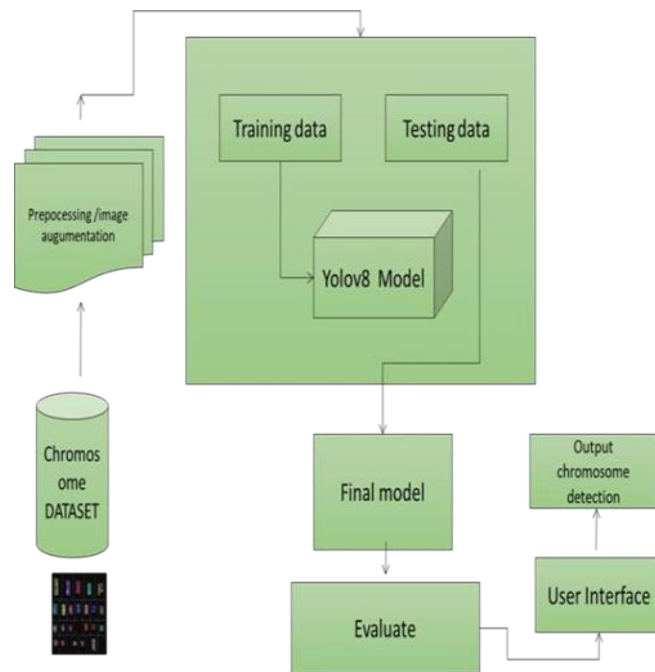 Training data
Testing data
Prepocessing /image
augumentation
Yolov8 Model
Chromos
ome
DATASET
Final model
Output
chromosome
detection
User Interface
Evaluate